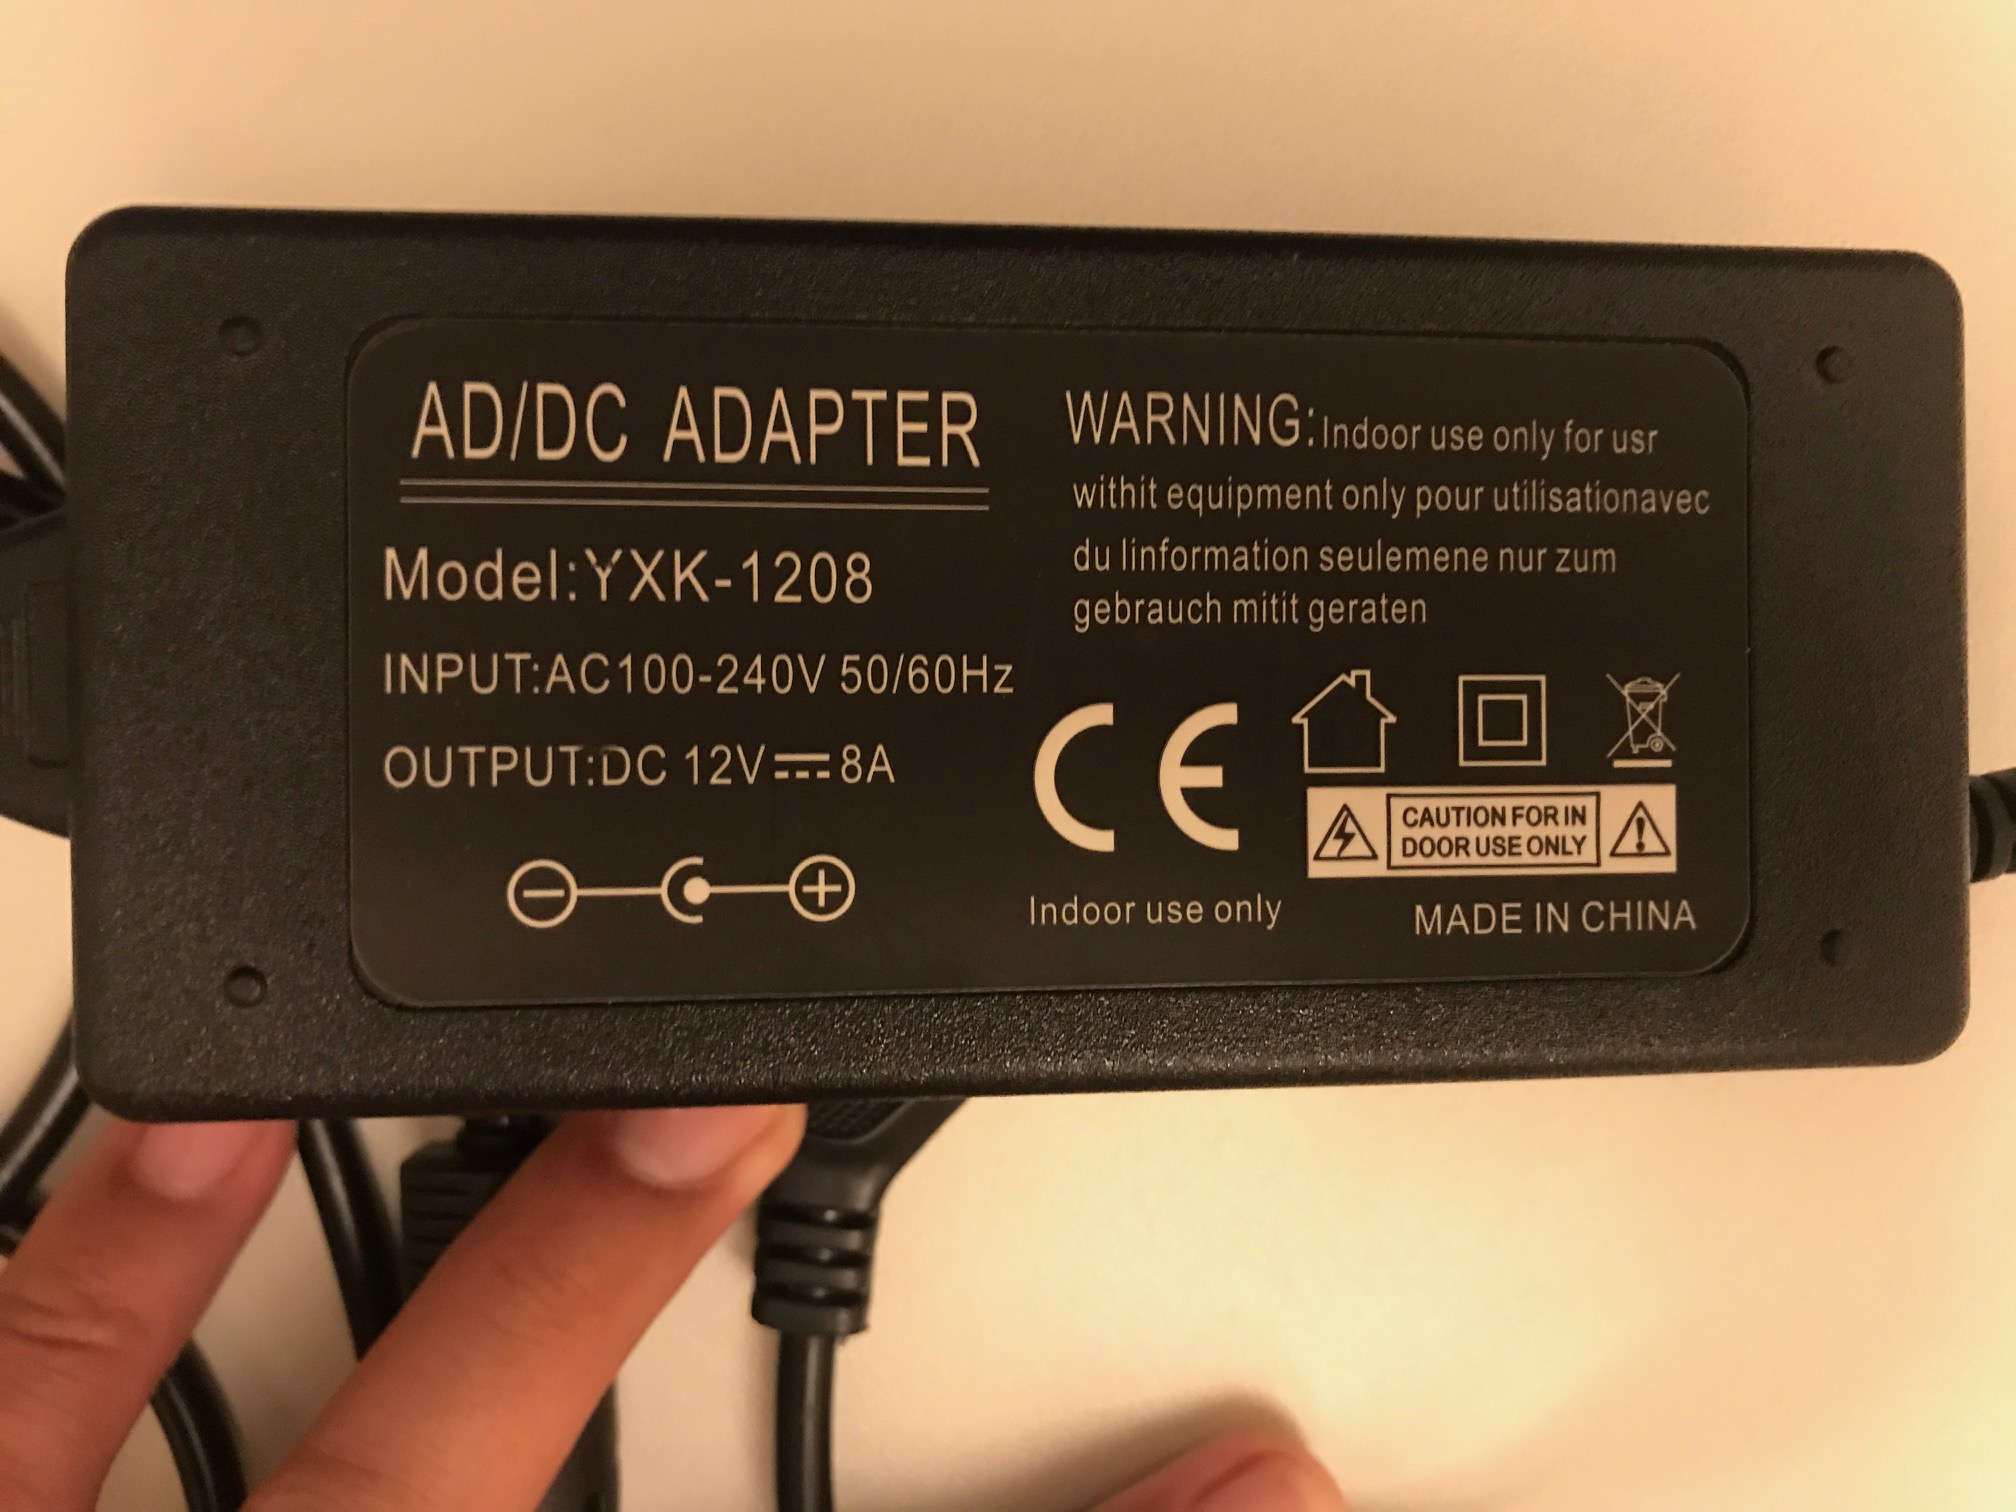 AD/DC ADAPTER
Model:YXK-1208
INPUT:AC100-240V 50/60Hz
OUTPUT:DC 12V⎓8A
WARNING:Indoor use only for usr
withit equipment only pour utilisationavec
du linformation seulemene nur zum
gebrauch mitit geraten
CE
CAUTION FOR IN
DOOR USE ONLY
Indoor use only
MADE IN CHINA